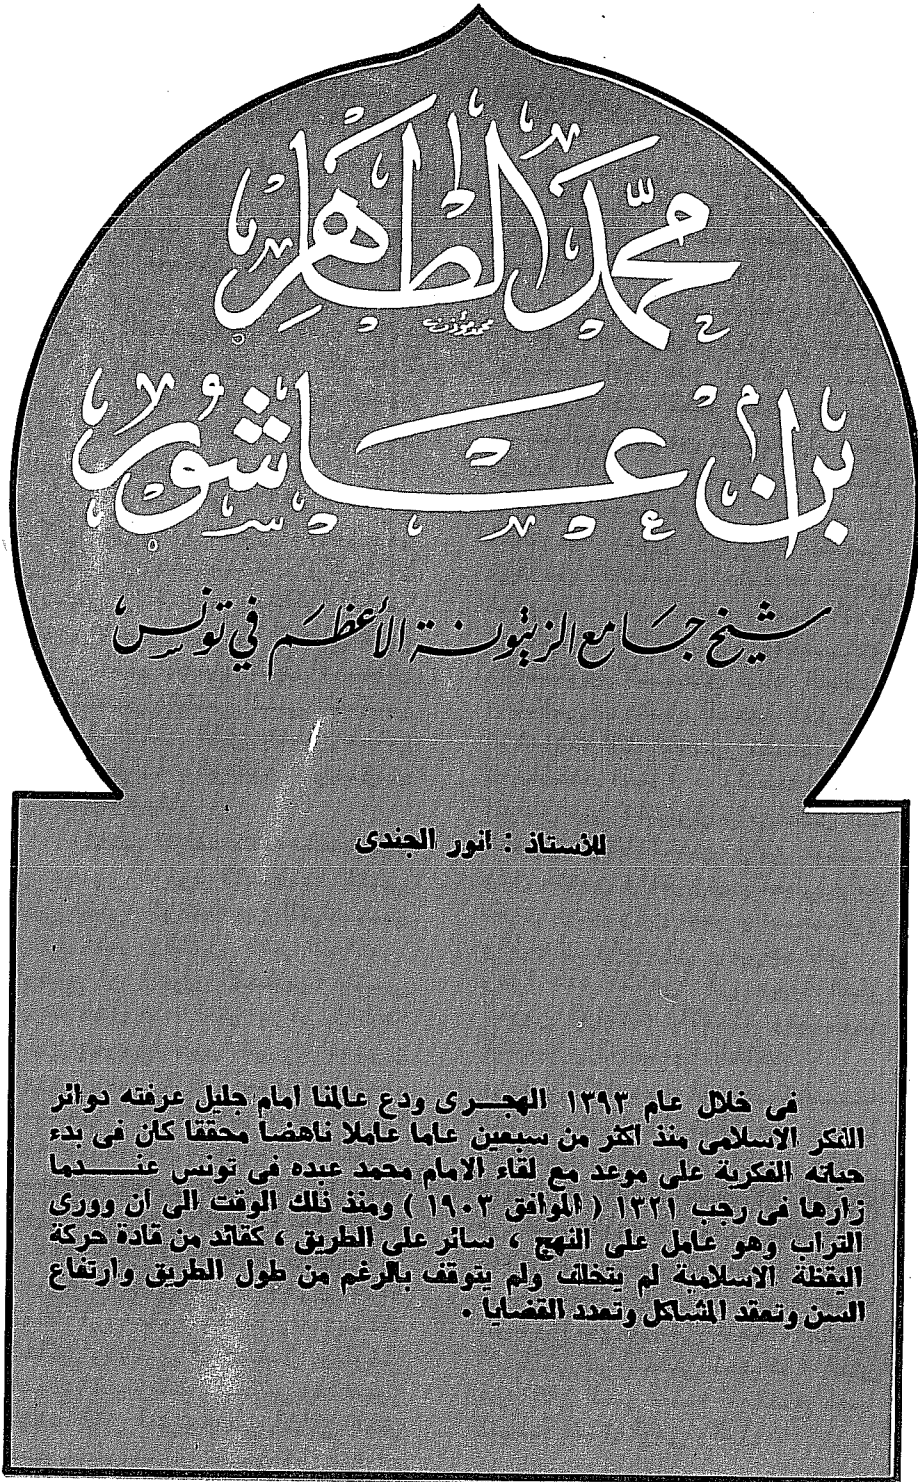 محمد الطاهر
بن عاشور
شيخ جامع الزيتونة الأعظم في تونس
للأستاذ : انور الجندى
فى خلال عام ١٣٩٣ الهجـــرى ودع عالمنا امام جليل عرفته دوائر
الفكر الاسلامى منذ اكثر من سبعين عاما عاملا ناهضا محققا كان فى بدء
حياته الفكرية على موعد مع لقاء الامام محمد عبده فى تونس عنـــدما
زارها فى رجب ١٣٢١ ( الموافق ١٩٠٣ ) ومنذ ذلك الوقت الى ان وورى
التراب وهو عامل على النهج ، سائر على الطريق ، كقائد من قادة حركة
اليقظة الاسلامية لم يتخلف ولم يتوقف بالرغم من طول الطريق وارتفاع
السن وتعقد المشاكل وتعدد القضايا .